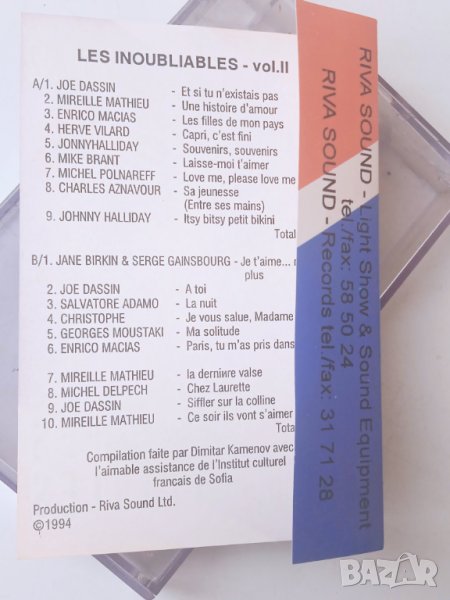 LES INOUBLIABLES - vol.II
A/1. JOE DASSIN - Et si tu n'existais pas
2. MIREILLE MATHIEU - Une histoire d'amour
3. ENRICO MACIAS - Les filles de mon pays
4. HERVE VILARD - Capri, c'est fini
5. JONNYHALLIDAY - Souvenirs, souvenirs
6. MIKE BRANT - Laisse-moi t'aimer
7. MICHEL POLNAREFF - Love me, please love me
8. CHARLES AZNAVOUR - Sa jeunesse
(Entre ses mains)
9. JOHNNY HALLIDAY - Itsy bitsy petit bikini
Total
B/1. JANE BIRKIN & SERGE GAINSBOURG - Je t'aime...
plus
2. JOE DASSIN - A toi
3. SALVATORE ADAMO - La nuit
4. CHRISTOPHE - Je vous salue, Madame
5. GEORGES MOUSTAKI - Ma solitude
6. ENRICO MACIAS - Paris, tu m'as pris dans
7. MIREILLE MATHIEU - la derniwre valse
8. MICHEL DELPECH - Chez Laurette
9. JOE DASSIN - Siffler sur la colline
10. MIREILLE MATHIEU - Ce soir ils vont s'aimer
Total
Compilation faite par Dimitar Kamenov avec
l'aimable assistance de l'Institut culturel
francais de Sofia
Production - Riva Sound Ltd.
©1994
RIVA SOUND - Light Show & Sound Equipment
tel./fax: 58 50 24
RIVA SOUND - Records tel./fax: 31 71 28
BAZAR.bg